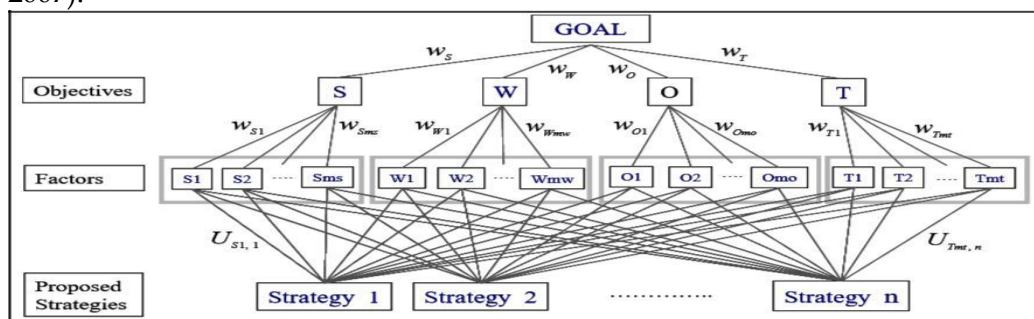 GOAL
w_S w_W w_O w_T
Objectives S W O T
w_S1 w_Sms w_W1 w_Wmw w_O1 w_Omo w_T1 w_Tmt
Factors S1 S2 ..... Sms W1 W2 ..... Wmw O1 O2 ..... Omo T1 T2 ..... Tmt
U_S1, 1 U_Tmt, n
Proposed
Strategies Strategy 1 Strategy 2 ................. Strategy n